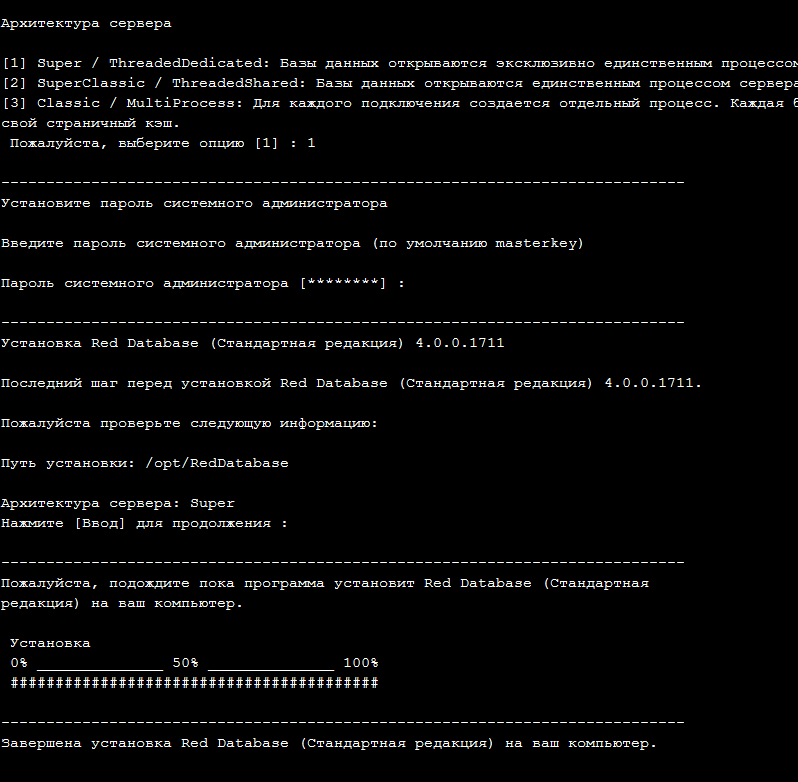 Архитектура сервера
[1] Super / ThreadedDedicated: Базы данных открываются эксклюзивно единственным процессом
[2] SuperClassic / ThreadedShared: Базы данных открываются единственным процессом сервера
[3] Classic / MultiProcess: Для каждого подключения создается отдельный процесс. Каждая
свой страничный кэш.
Пожалуйста, выберите опцию [1] : 1
----------------------------------------------------------------------------
Установите пароль системного администратора
Введите пароль системного администратора (по умолчанию masterkey)
Пароль системного администратора [********] :
----------------------------------------------------------------------------
Установка Red Database (Стандартная редакция) 4.0.0.1711
Последний шаг перед установкой Red Database (Стандартная редакция) 4.0.0.1711.
Пожалуйста проверьте следующую информацию:
Путь установки: /opt/RedDatabase
Архитектура сервера: Super
Нажмите [Ввод] для продолжения :
----------------------------------------------------------------------------
Пожалуйста, подождите пока программа установит Red Database (Стандартная
редакция) на ваш компьютер.
Установка
0% ______________ 50% ______________ 100%
#########################################
----------------------------------------------------------------------------
Завершена установка Red Database (Стандартная редакция) на ваш компьютер.